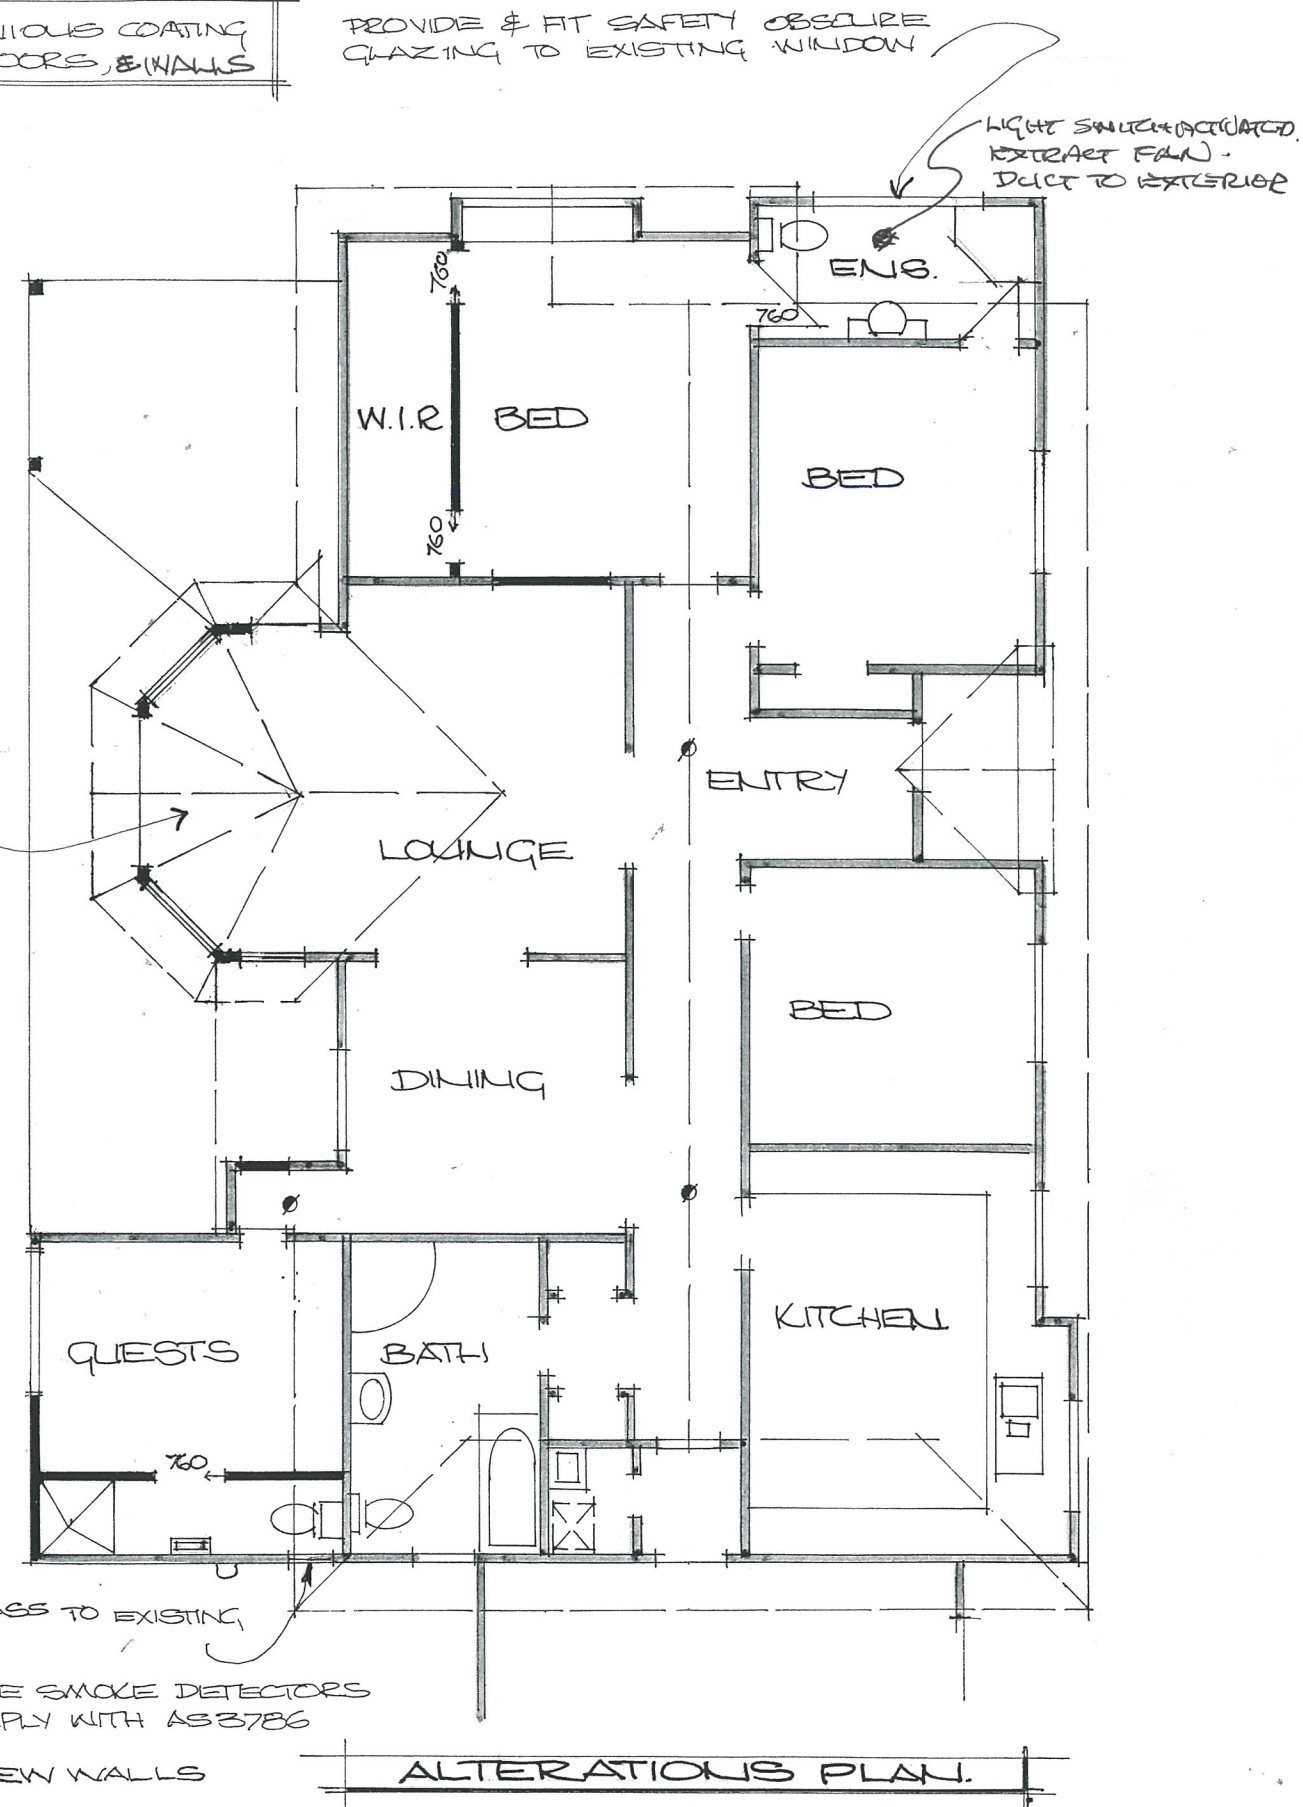 COATING
OORS, & WALLS
PROVIDE & FIT SAFETY OBSCURE
GLAZING TO EXISTING WINDOW
LIGHT SWITCH ACTIVATED.
EXTRACT FAN -
DUCT TO EXTERIOR
760
ENS.
760
W.I.R
BED
BED
760
ENTRY
LOUNGE
BED
DINING
KITCHEN
GUESTS
BATH
760
ASS TO EXISTING
E SMOKE DETECTORS
PLY WITH AS3786
EW WALLS
ALTERATIONS PLAN.